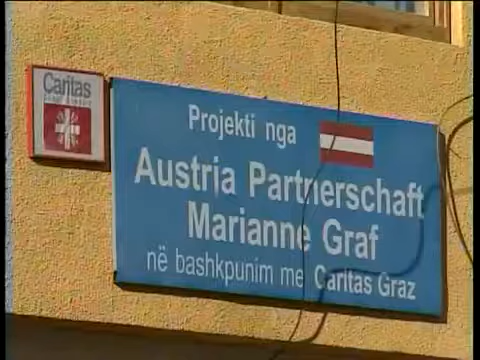 Caritas
Projekti nga
Austria Partnerschaft
Marianne Graf
në bashkpunim me Caritas Graz